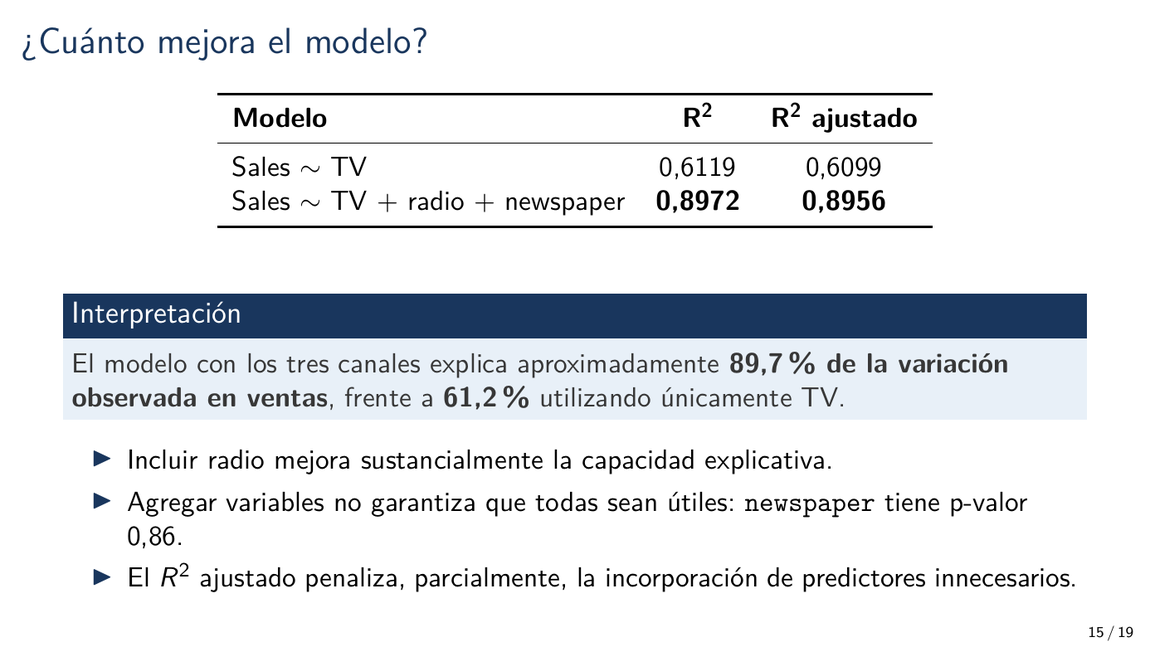 ¿Cuánto mejora el modelo?
Modelo R² R² ajustado
Sales ∼ TV 0,6119 0,6099
Sales ∼ TV + radio + newspaper 0,8972 0,8956
Interpretación
El modelo con los tres canales explica aproximadamente 89,7 % de la variación
observada en ventas, frente a 61,2 % utilizando únicamente TV.
Incluir radio mejora sustancialmente la capacidad explicativa.
Agregar variables no garantiza que todas sean útiles: newspaper tiene p-valor
0,86.
El R² ajustado penaliza, parcialmente, la incorporación de predictores innecesarios.
15 / 19